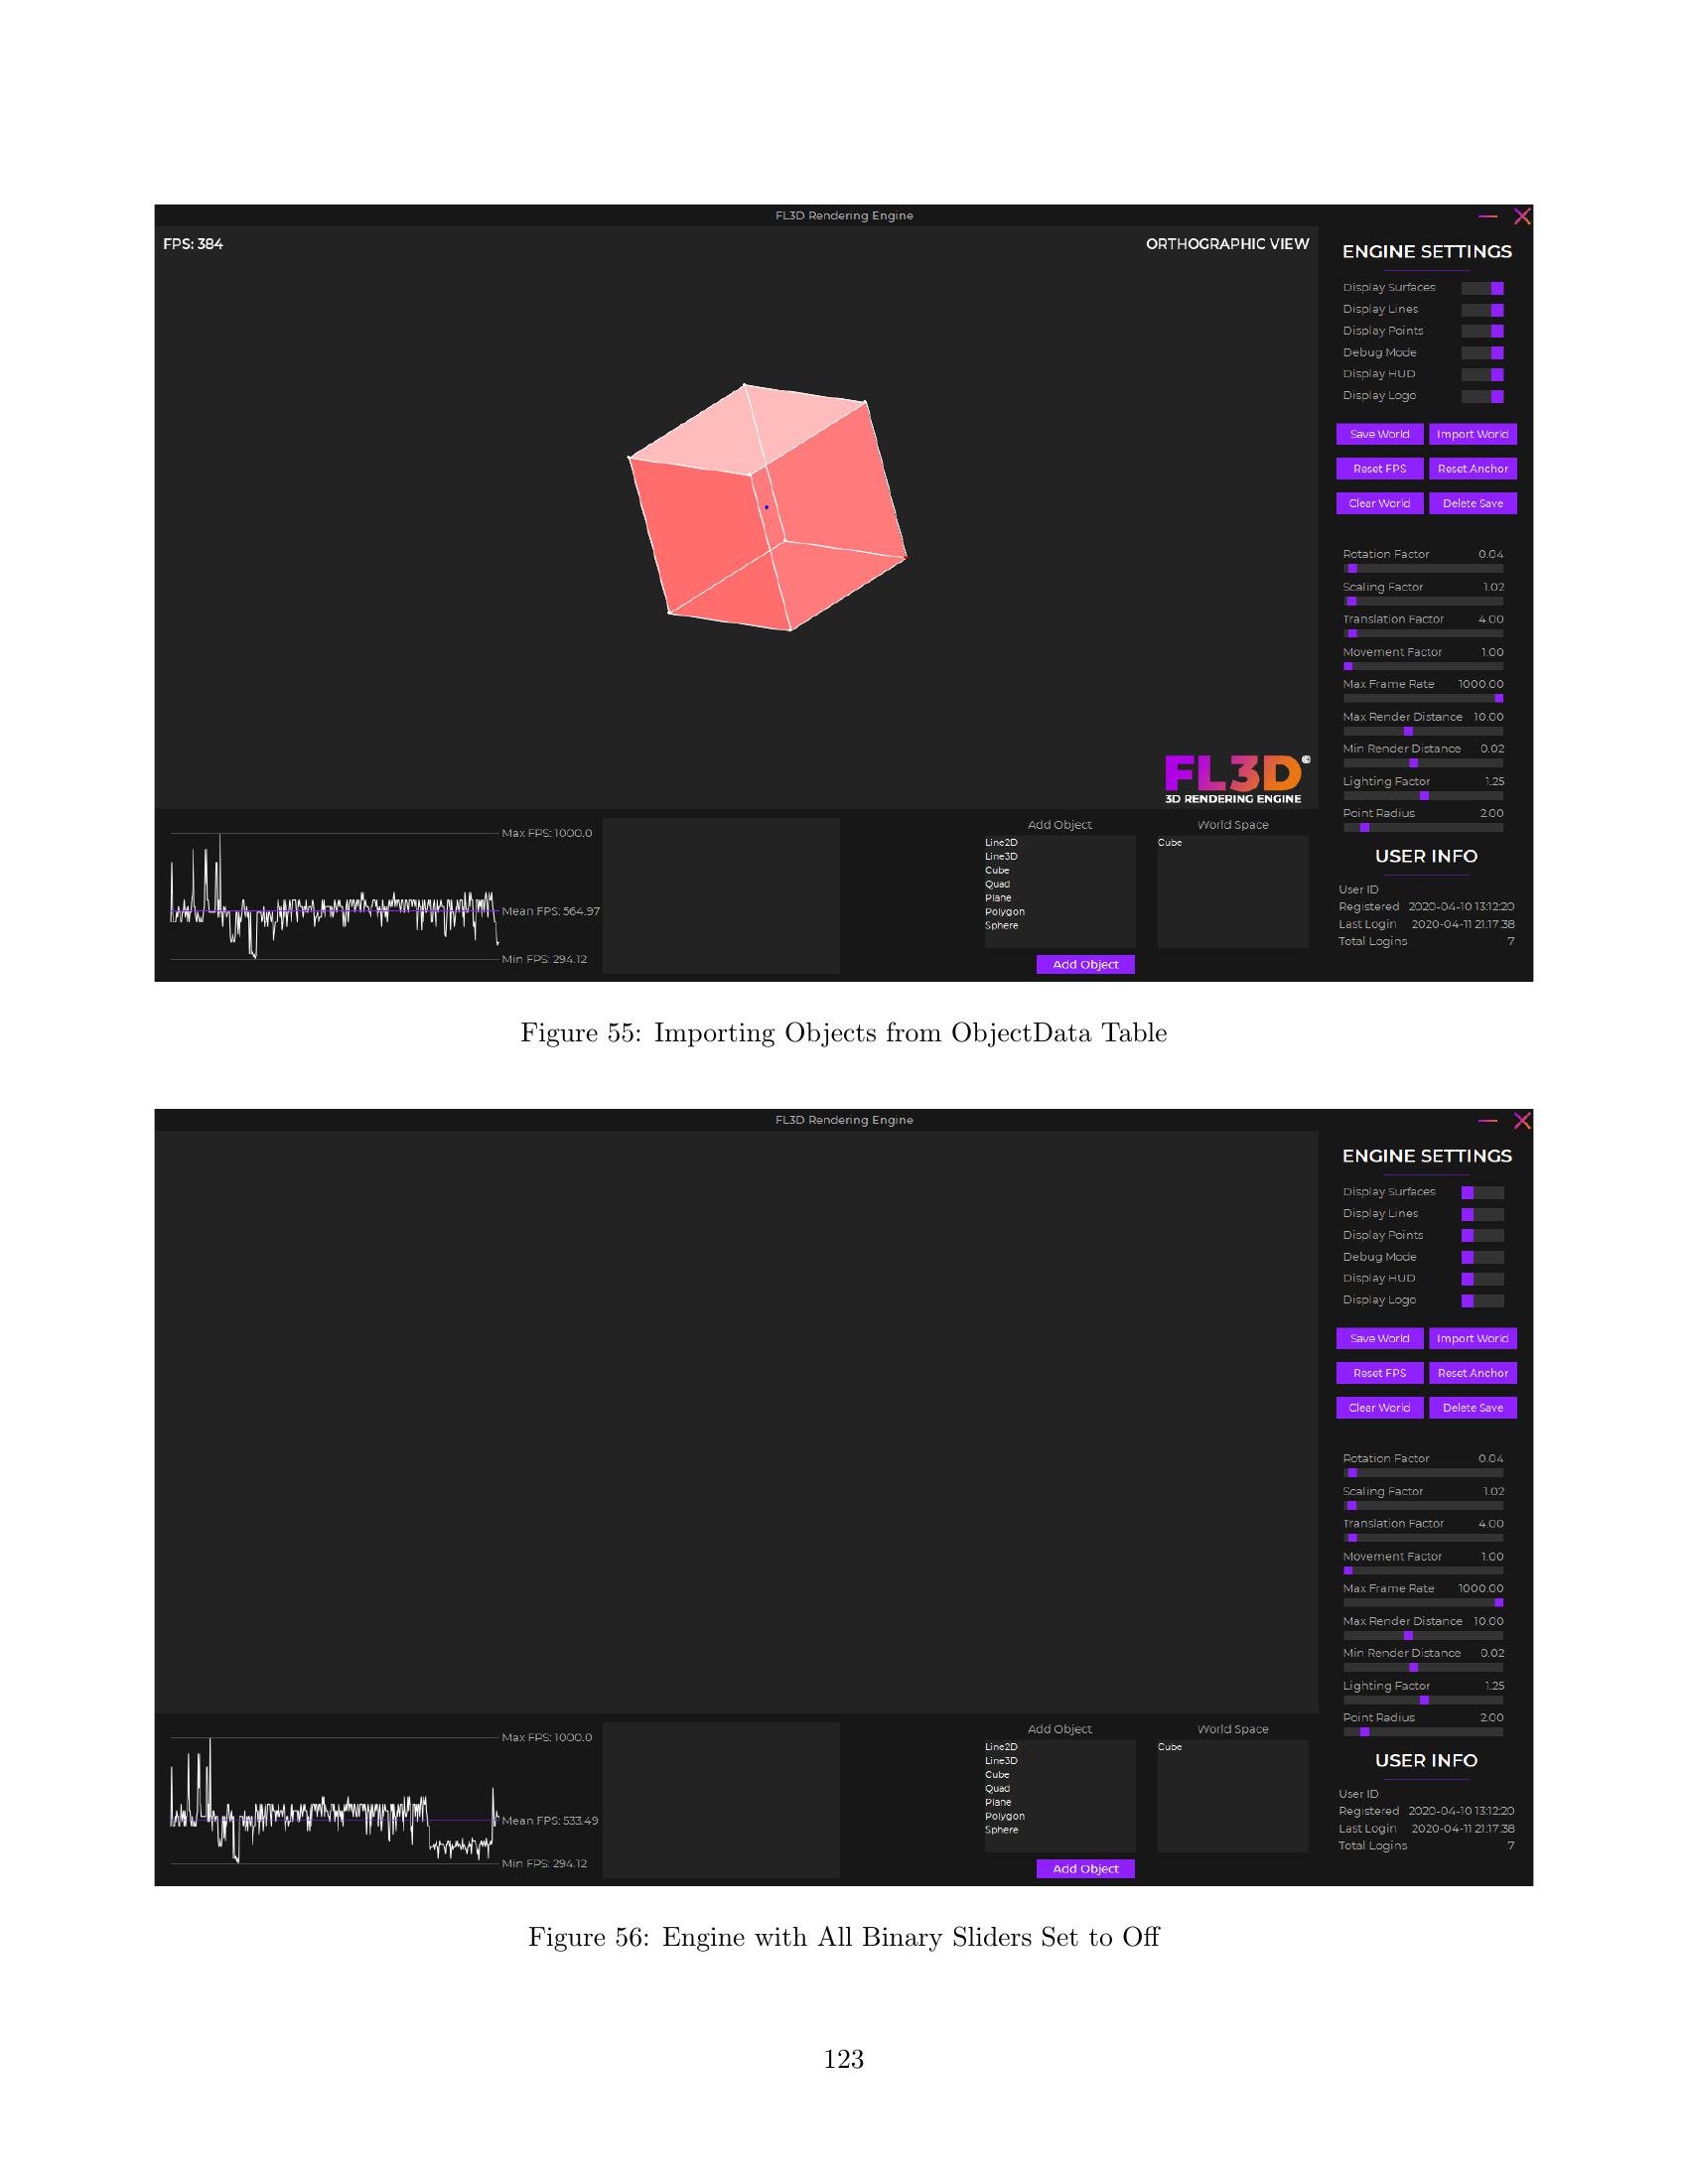 FL3D Rendering Engine
FPS: 384
ORTHOGRAPHIC VIEW
ENGINE SETTINGS
Display Surfaces
Display Lines
Display Points
Debug Mode
Display HUD
Display Logo
Save World Import World
Reset FPS Reset Anchor
Clear World Delete Save
Rotation Factor 0.04
Scaling Factor 1.02
Translation Factor 4.00
Movement Factor 1.00
Max Frame Rate 1000.00
Max Render Distance 10.00
Min Render Distance 0.02
Lighting Factor 1.25
Point Radius 2.00
FL3D©
3D RENDERING ENGINE
Max FPS: 1000.0
Mean FPS: 564.97
Min FPS: 294.12
Add Object
Line2D
Line3D
Cube
Quad
Plane
Polygon
Sphere
Add Object
World Space
Cube
USER INFO
User ID
Registered 2020-04-10 13:12:20
Last Login 2020-04-11 21:17:38
Total Logins 7
Figure 55: Importing Objects from ObjectData Table
FL3D Rendering Engine
ENGINE SETTINGS
Display Surfaces
Display Lines
Display Points
Debug Mode
Display HUD
Display Logo
Save World Import World
Reset FPS Reset Anchor
Clear World Delete Save
Rotation Factor 0.04
Scaling Factor 1.02
Translation Factor 4.00
Movement Factor 1.00
Max Frame Rate 1000.00
Max Render Distance 10.00
Min Render Distance 0.02
Lighting Factor 1.25
Point Radius 2.00
Max FPS: 1000.0
Mean FPS: 533.49
Min FPS: 294.12
Add Object
Line2D
Line3D
Cube
Quad
Plane
Polygon
Sphere
Add Object
World Space
Cube
USER INFO
User ID
Registered 2020-04-10 13:12:20
Last Login 2020-04-11 21:17:38
Total Logins 7
Figure 56: Engine with All Binary Sliders Set to Off
123